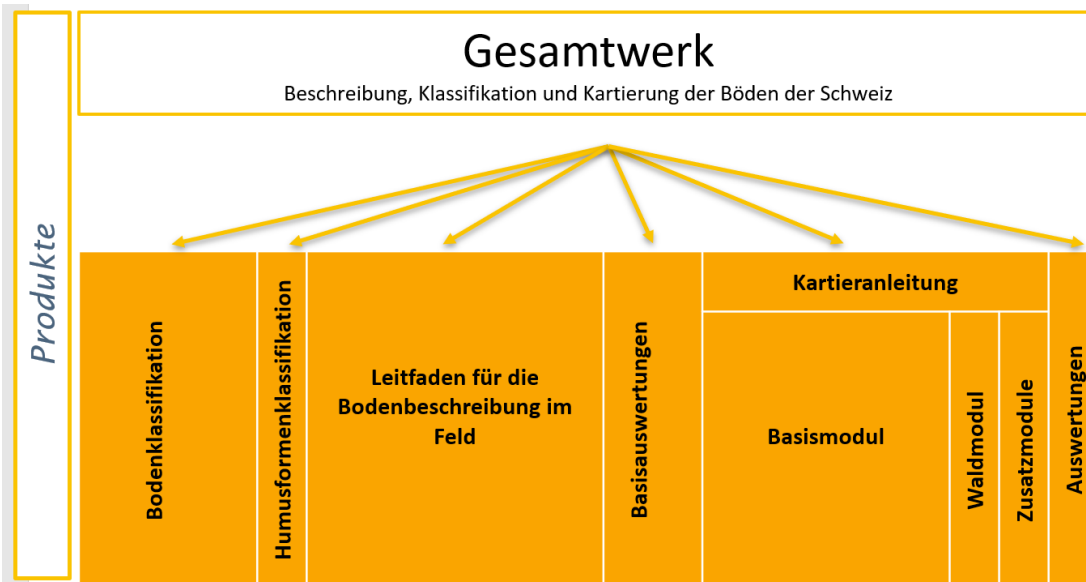 Produkte
Gesamtwerk
Beschreibung, Klassifikation und Kartierung der Böden der Schweiz
Bodenklassifikation
Humusformenklassifikation
Leitfaden für die
Bodenbeschreibung im
Feld
Basisauswertungen
Kartieranleitung
Basismodul
Waldmodul
Zusatzmodule
Auswertungen